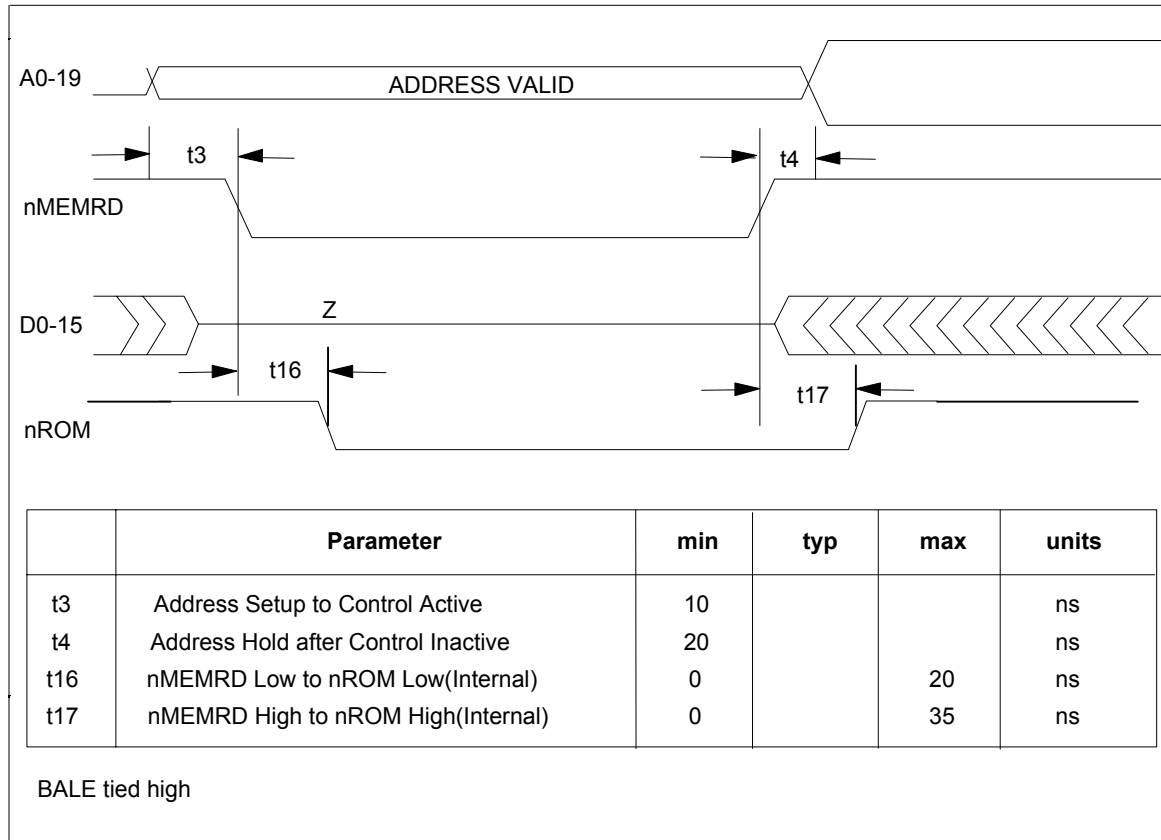 A0-19
ADDRESS VALID
t3
t4
nMEMRD
Z
D0-15
t16
t17
nROM
Parameter min typ max units
t3 Address Setup to Control Active 10 ns
t4 Address Hold after Control Inactive 20 ns
t16 nMEMRD Low to nROM Low(Internal) 0 20 ns
t17 nMEMRD High to nROM High(Internal) 0 35 ns
BALE tied high